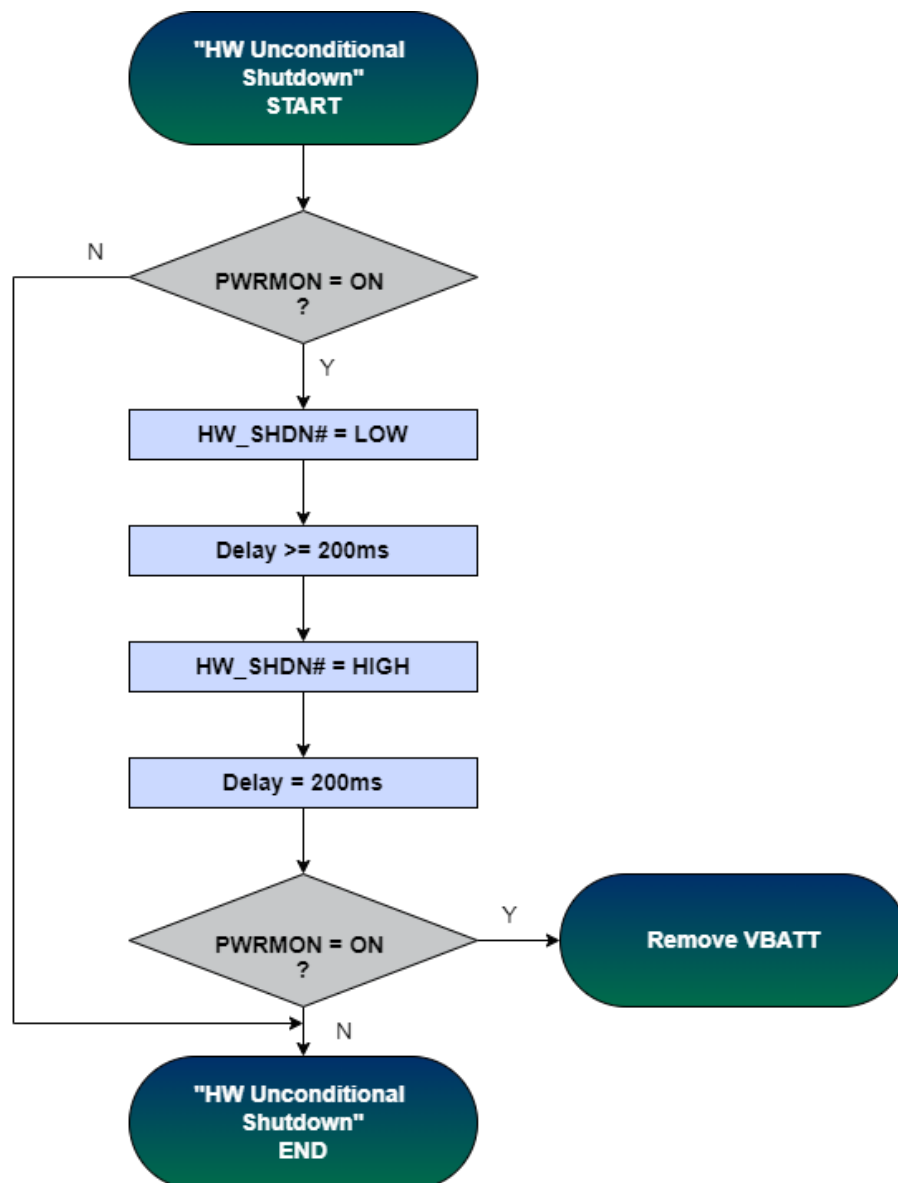 "HW Unconditional
Shutdown"
START
N
PWRMON = ON
?
Y
HW_SHDN# = LOW
Delay >= 200ms
HW_SHDN# = HIGH
Delay = 200ms
PWRMON = ON
?
Y
Remove VBATT
N
"HW Unconditional
Shutdown"
END